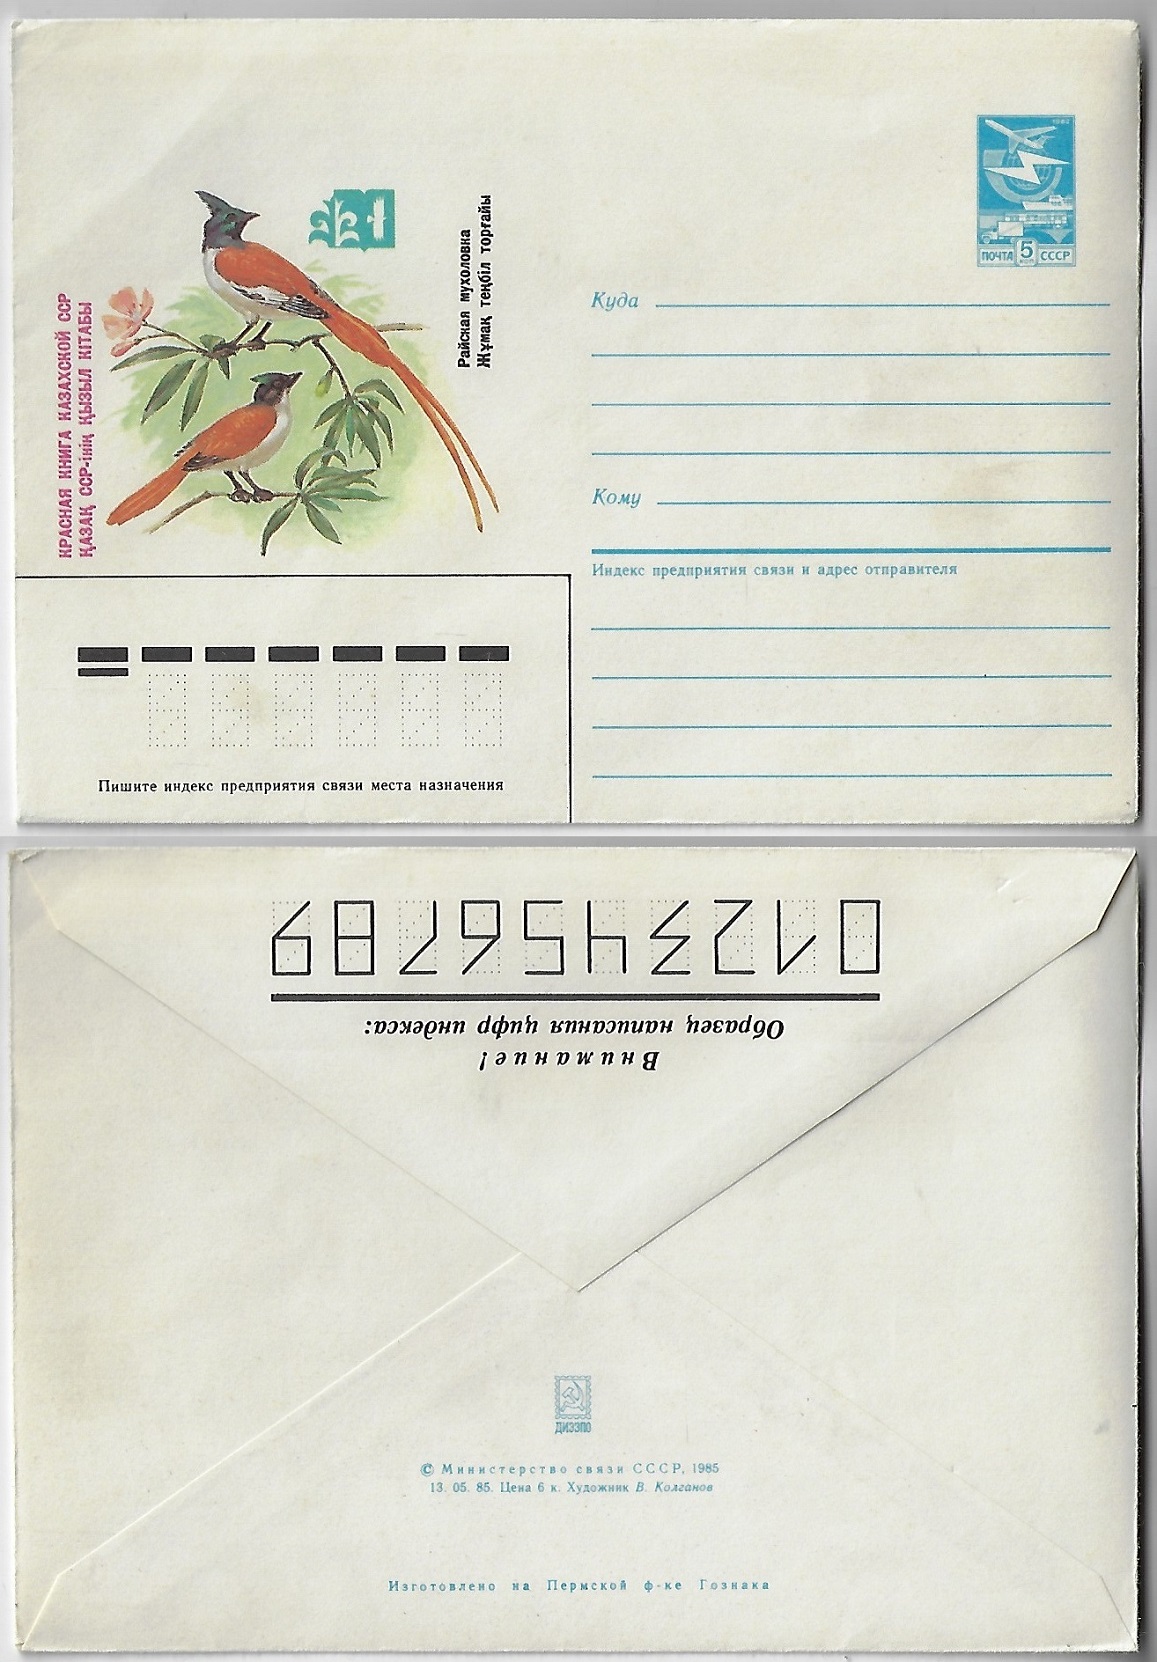 КРАСНАЯ КНИГА КАЗАХСКОЙ ССР
ҚАЗАҚ ССР-інің ҚЫЗЫЛ КІТАБЫ
Райская мухоловка
Жұмақ теңбіл торғайы
1982
ПОЧТА 5 КОП СССР
Куда
Кому
Индекс предприятия связи и адрес отправителя
Пишите индекс предприятия связи места назначения
Внимание!
Образец написания цифр индекса:
0123456789
ДИЭЗПО
© Министерство связи СССР, 1985
13. 05. 85. Цена 6 к. Художник В. Колганов
Изготовлено на Пермской ф-ке Гознака